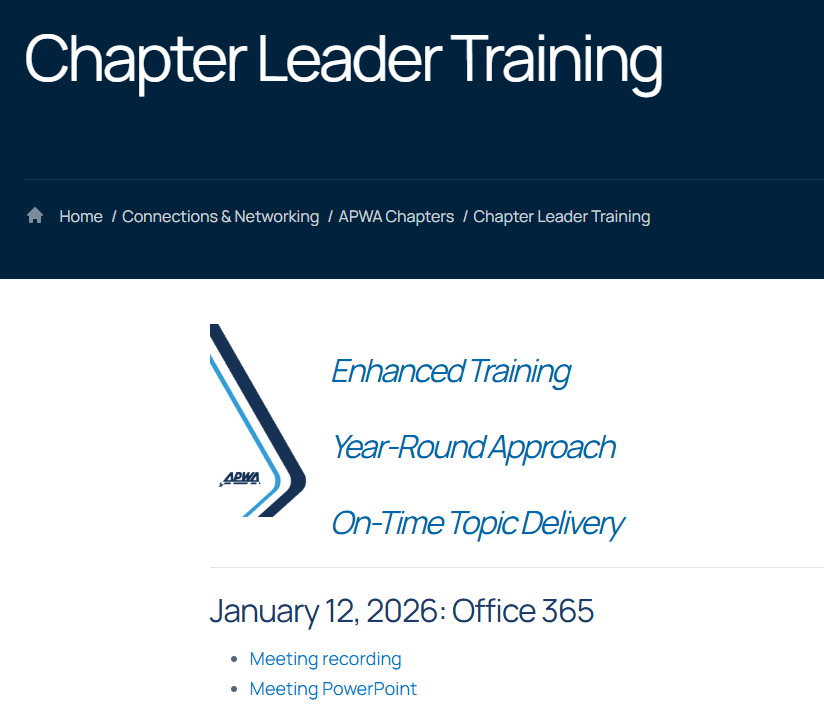 Chapter Leader Training
Home / Connections & Networking / APWA Chapters / Chapter Leader Training
Enhanced Training
Year-Round Approach
On-Time Topic Delivery
APWA
January 12, 2026: Office 365
Meeting recording
Meeting PowerPoint